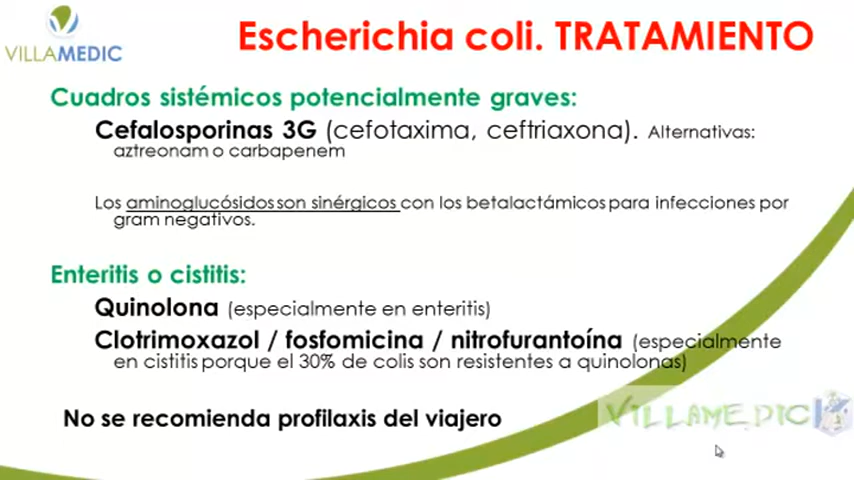 VILLAMEDIC
Escherichia coli. TRATAMIENTO
Cuadros sistémicos potencialmente graves:
Cefalosporinas 3G (cefotaxima, ceftriaxona). Alternativas:
aztreonam o carbapenem
Los aminoglucósidos son sinérgicos con los betalactámicos para infecciones por
gram negativos.
Enteritis o cistitis:
Quinolona (especialmente en enteritis)
Clotrimoxazol / fosfomicina / nitrofurantoína (especialmente
en cistitis porque el 30% de colis son resistentes a quinolonas)
No se recomienda profilaxis del viajero
VILLAMEDIC